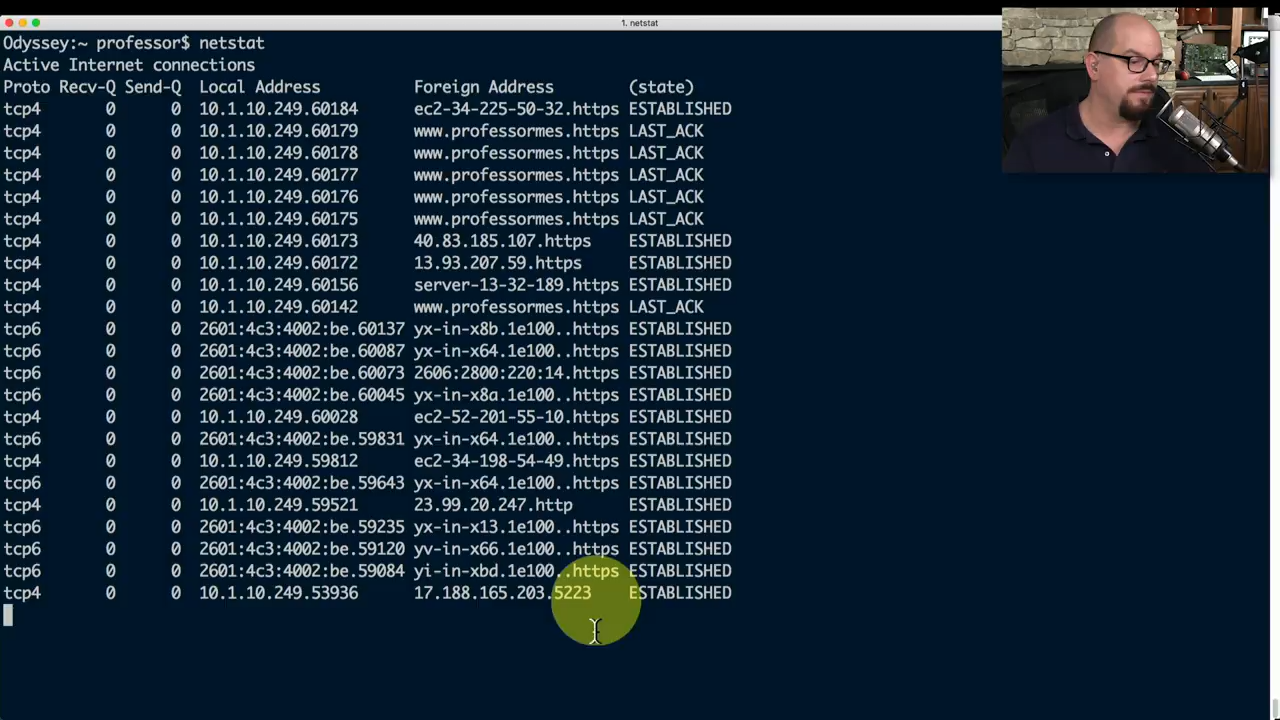 1. netstat
Odyssey:~ professor$ netstat
Active Internet connections
Proto Recv-Q Send-Q  Local Address          Foreign Address        (state)
tcp4       0      0  10.1.10.249.60184      ec2-34-225-50-32.https ESTABLISHED
tcp4       0      0  10.1.10.249.60179      www.professormes.https LAST_ACK
tcp4       0      0  10.1.10.249.60178      www.professormes.https LAST_ACK
tcp4       0      0  10.1.10.249.60177      www.professormes.https LAST_ACK
tcp4       0      0  10.1.10.249.60176      www.professormes.https LAST_ACK
tcp4       0      0  10.1.10.249.60175      www.professormes.https LAST_ACK
tcp4       0      0  10.1.10.249.60173      40.83.185.107.https    ESTABLISHED
tcp4       0      0  10.1.10.249.60172      13.93.207.59.https     ESTABLISHED
tcp4       0      0  10.1.10.249.60156      server-13-32-189.https ESTABLISHED
tcp4       0      0  10.1.10.249.60142      www.professormes.https LAST_ACK
tcp6       0      0  2601:4c3:4002:be.60137 yx-in-x8b.1e100..https ESTABLISHED
tcp6       0      0  2601:4c3:4002:be.60087 yx-in-x64.1e100..https ESTABLISHED
tcp6       0      0  2601:4c3:4002:be.60073 2606:2800:220:14.https ESTABLISHED
tcp6       0      0  2601:4c3:4002:be.60045 yx-in-x8a.1e100..https ESTABLISHED
tcp4       0      0  10.1.10.249.60028      ec2-52-201-55-10.https ESTABLISHED
tcp6       0      0  2601:4c3:4002:be.59831 yx-in-x64.1e100..https ESTABLISHED
tcp4       0      0  10.1.10.249.59812      ec2-34-198-54-49.https ESTABLISHED
tcp6       0      0  2601:4c3:4002:be.59643 yx-in-x64.1e100..https ESTABLISHED
tcp4       0      0  10.1.10.249.59521      23.99.20.247.http      ESTABLISHED
tcp6       0      0  2601:4c3:4002:be.59235 yx-in-x13.1e100..https ESTABLISHED
tcp6       0      0  2601:4c3:4002:be.59120 yv-in-x66.1e100..https ESTABLISHED
tcp6       0      0  2601:4c3:4002:be.59084 yi-in-xbd.1e100..https ESTABLISHED
tcp4       0      0  10.1.10.249.53936      17.188.165.203.5223    ESTABLISHED